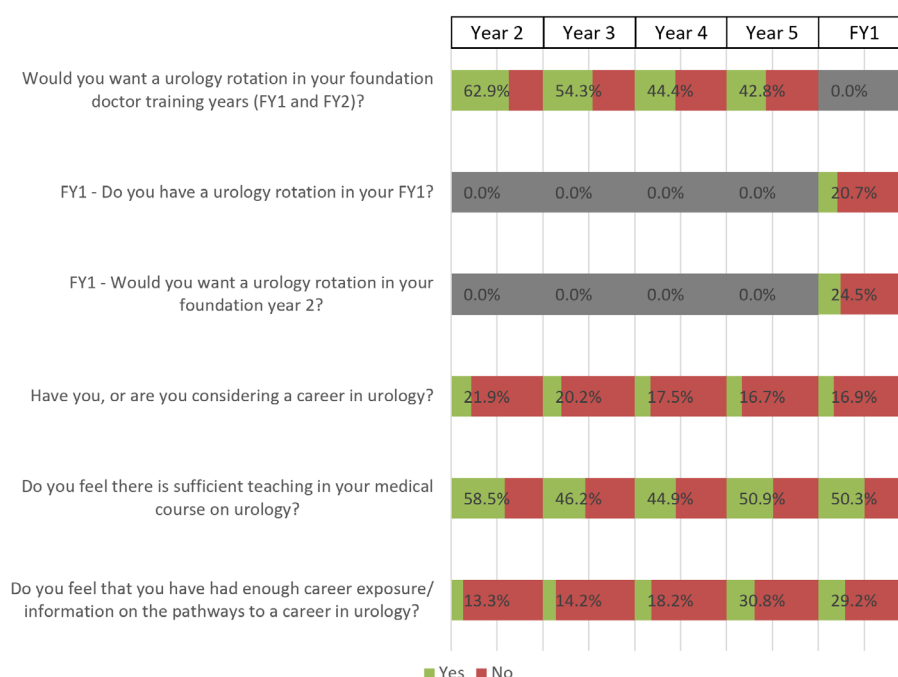 Year 2 Year 3 Year 4 Year 5 FY1
Would you want a urology rotation in your foundation
doctor training years (FY1 and FY2)?
62.9% 54.3% 44.4% 42.8% 0.0%
FY1 - Do you have a urology rotation in your FY1?
0.0% 0.0% 0.0% 0.0% 20.7%
FY1 - Would you want a urology rotation in your
foundation year 2?
0.0% 0.0% 0.0% 0.0% 24.5%
Have you, or are you considering a career in urology?
21.9% 20.2% 17.5% 16.7% 16.9%
Do you feel there is sufficient teaching in your medical
course on urology?
58.5% 46.2% 44.9% 50.9% 50.3%
Do you feel that you have had enough career exposure/
information on the pathways to a career in urology?
13.3% 14.2% 18.2% 30.8% 29.2%
Yes No